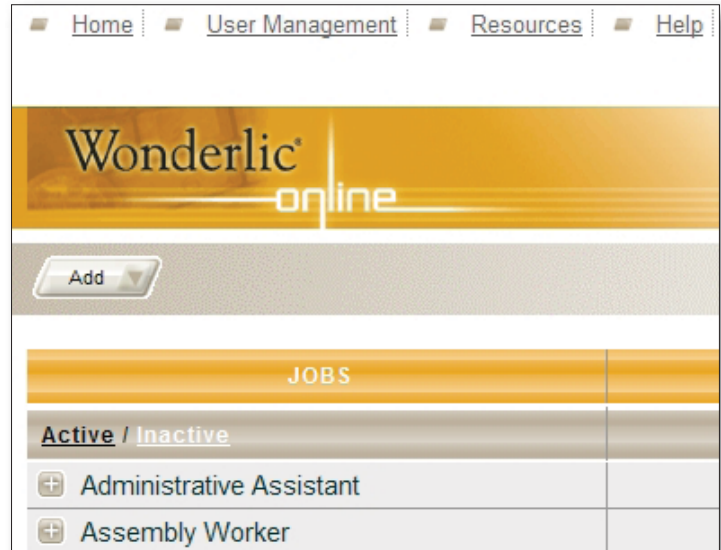 Home User Management Resources Help
Wonderlic®
online
Add
JOBS
Active / Inactive
Administrative Assistant
Assembly Worker